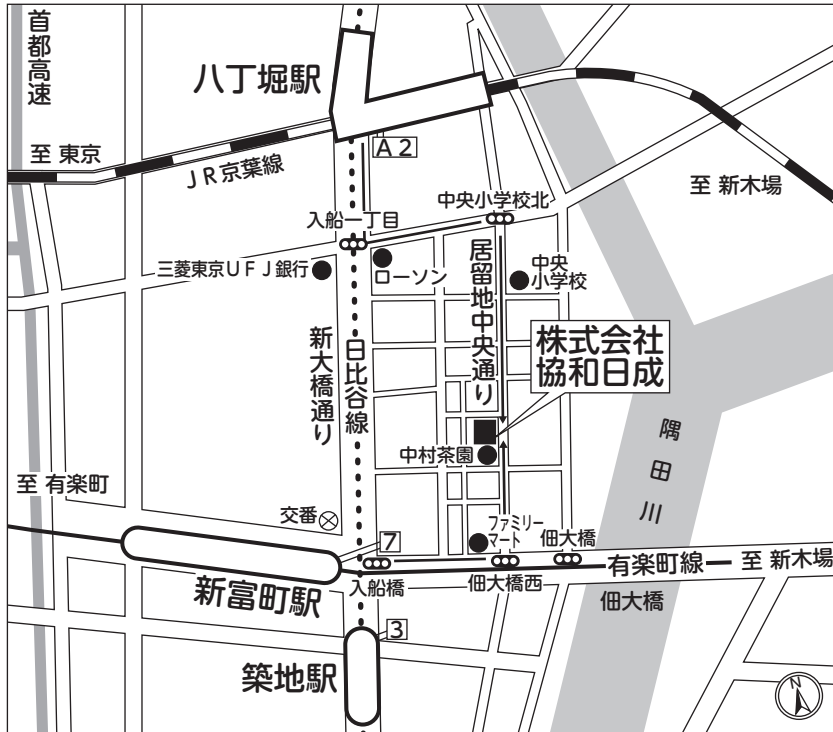 首都高速
八丁堀駅
至 東京
JR京葉線
A2
至 新木場
中央小学校北
入船一丁目
三菱東京UFJ銀行
ローソン
中央
小学校
居留地中央通り
株式会社
協和日成
新大橋通り
日比谷線
中村茶園
隅田川
至 有楽町
交番
ファミリー
マート
佃大橋
7
有楽町線
至 新木場
新富町駅
入船橋
佃大橋西
佃大橋
3
築地駅
N